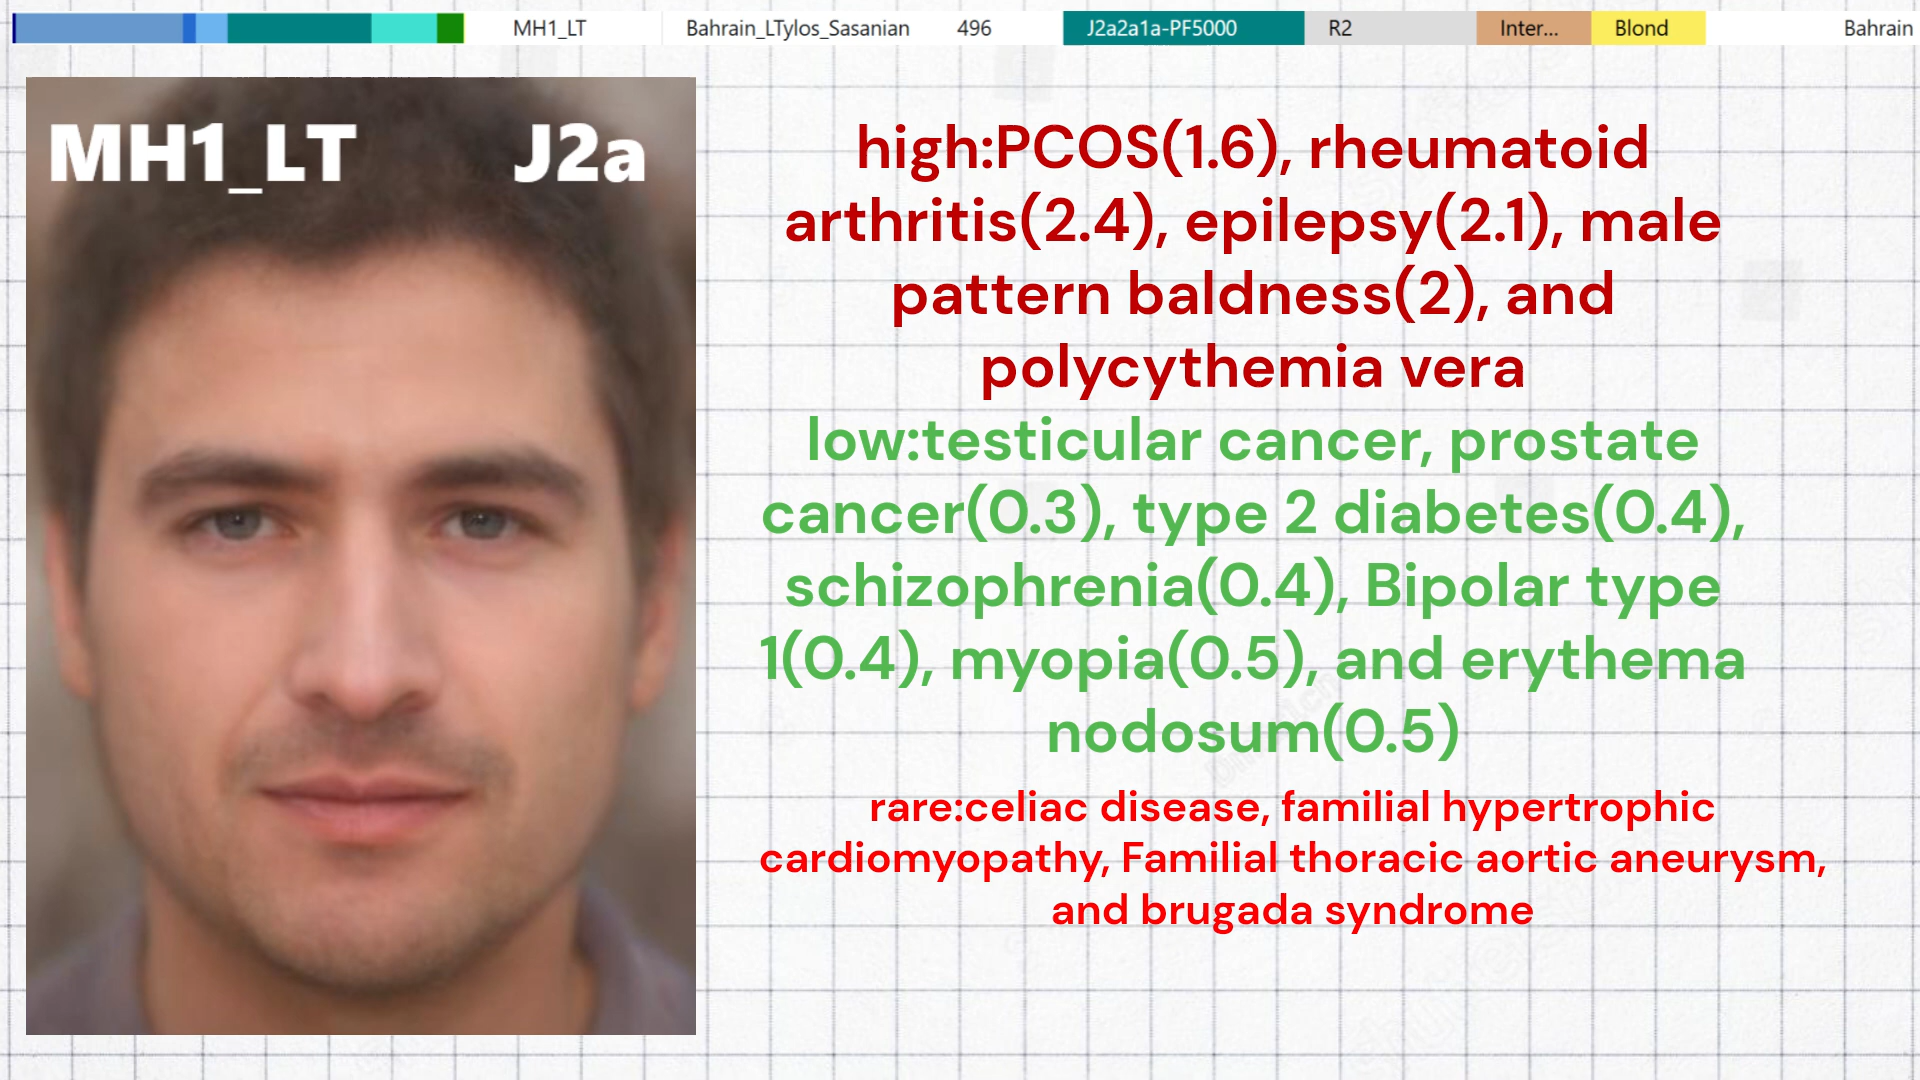 MH1_LT Bahrain_LTylos_Sasanian 496 J2a2a1a-PF5000 R2 Inter... Blond Bahrain
MH1_LT J2a
high:PCOS(1.6), rheumatoid
arthritis(2.4), epilepsy(2.1), male
pattern baldness(2), and
polycythemia vera
low:testicular cancer, prostate
cancer(0.3), type 2 diabetes(0.4),
schizophrenia(0.4), Bipolar type
1(0.4), myopia(0.5), and erythema
nodosum(0.5)
rare:celiac disease, familial hypertrophic
cardiomyopathy, Familial thoracic aortic aneurysm,
and brugada syndrome